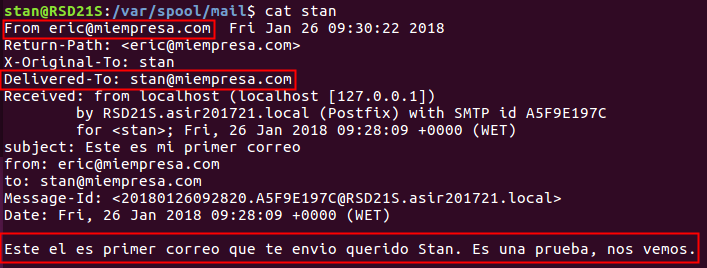 stan@RSD21S:/var/spool/mail$ cat stan
From eric@miempresa.com  Fri Jan 26 09:30:22 2018
Return-Path: <eric@miempresa.com>
X-Original-To: stan
Delivered-To: stan@miempresa.com
Received: from localhost (localhost [127.0.0.1])
        by RSD21S.asir201721.local (Postfix) with SMTP id A5F9E197C
        for <stan>; Fri, 26 Jan 2018 09:28:09 +0000 (WET)
subject: Este es mi primer correo
from: eric@miempresa.com
to: stan@miempresa.com
Message-Id: <20180126092820.A5F9E197C@RSD21S.asir201721.local>
Date: Fri, 26 Jan 2018 09:28:09 +0000 (WET)

Este el es primer correo que te envio querido Stan. Es una prueba, nos vemos.